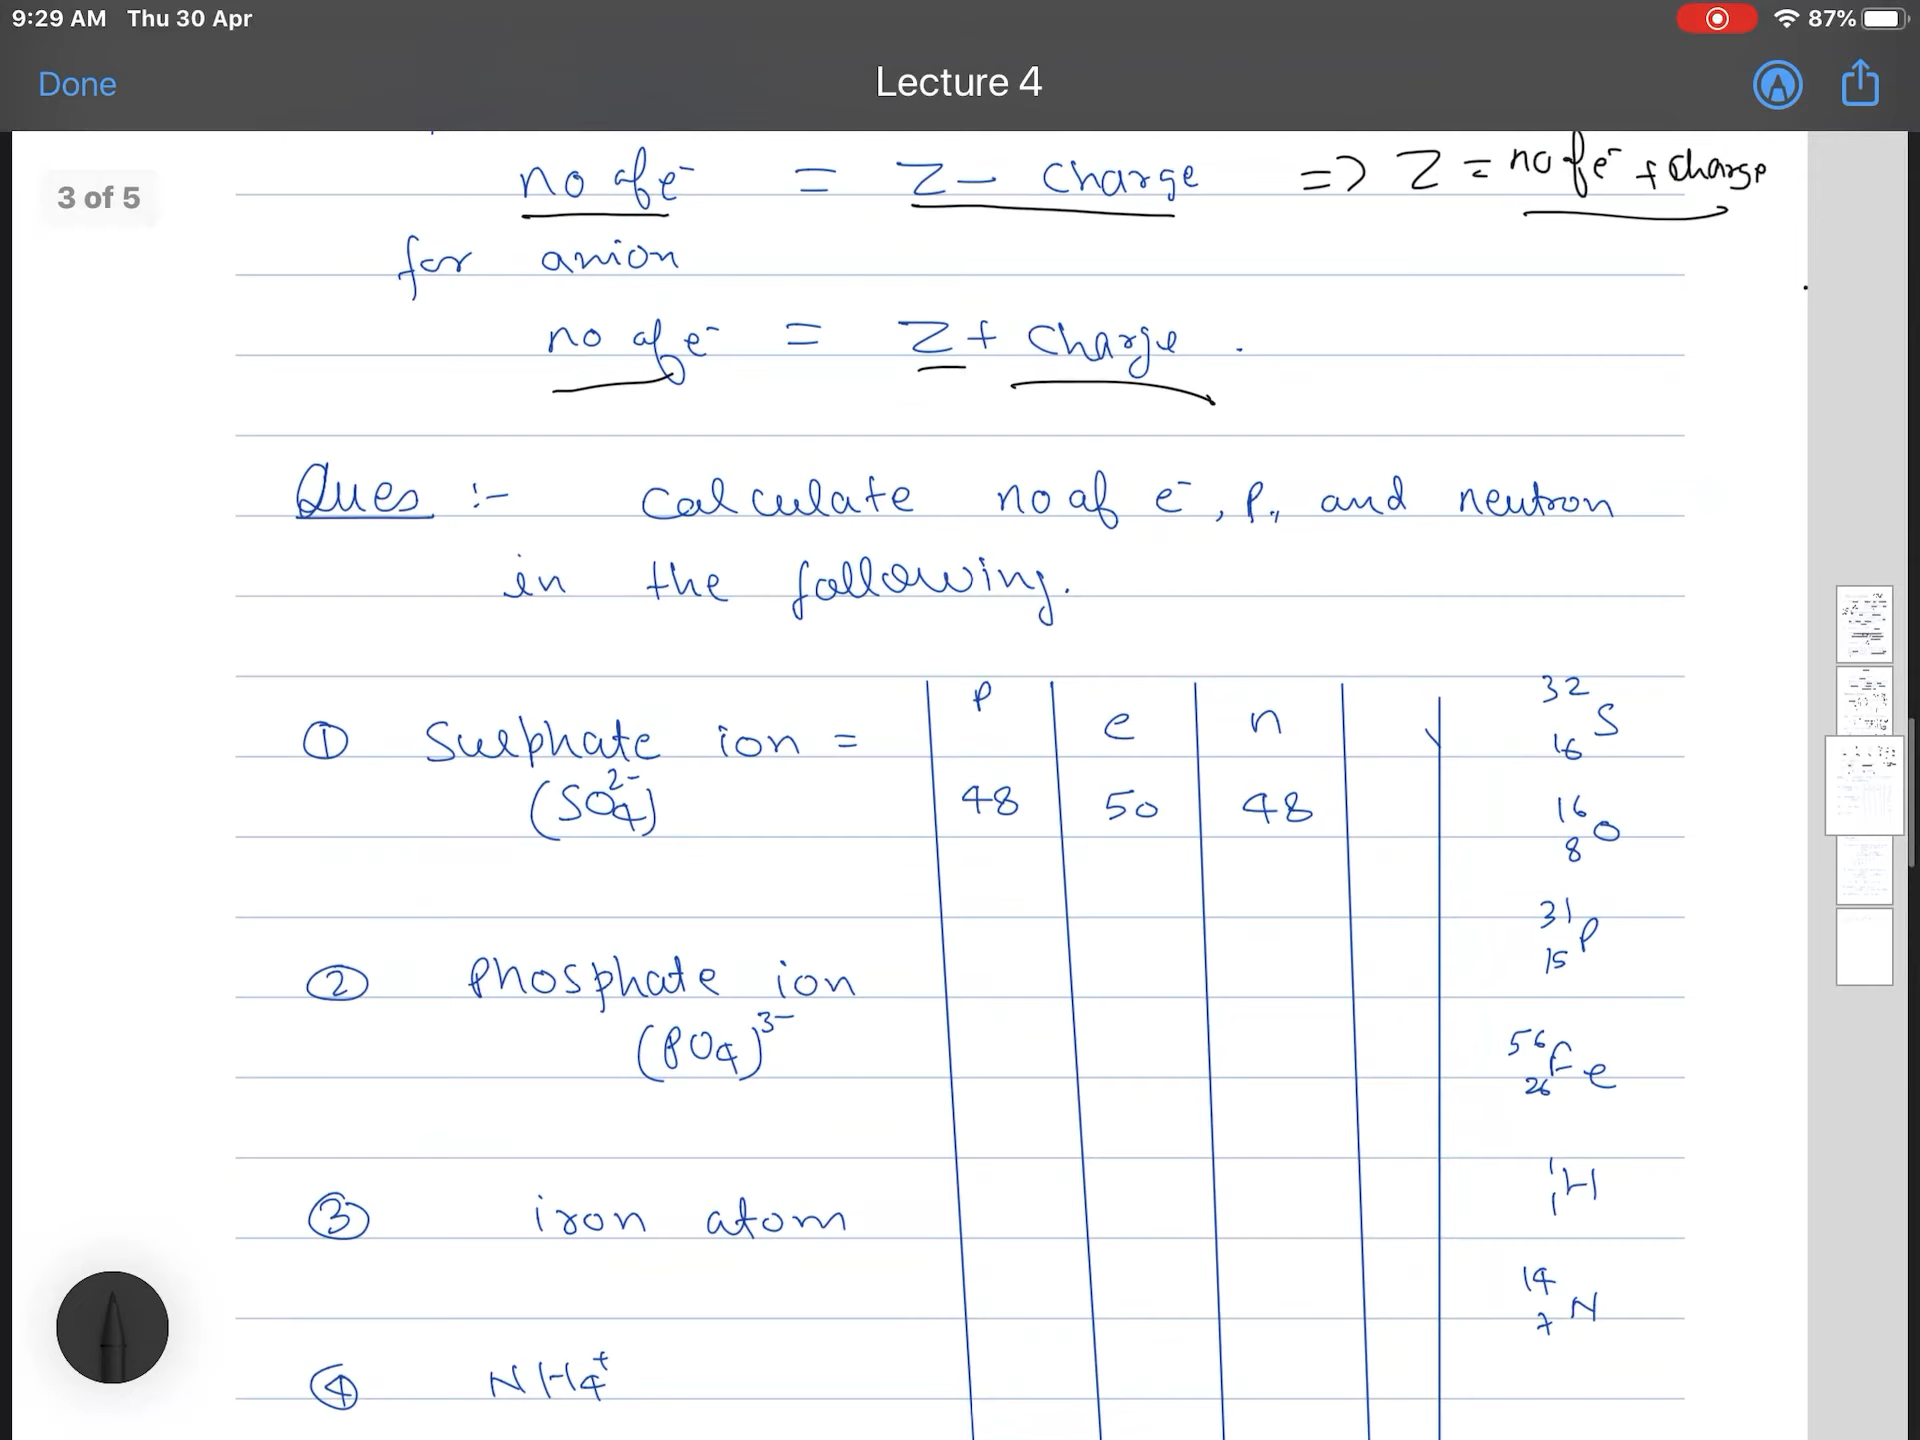 9:29 AM Thu 30 Apr 87%
Done Lecture 4
3 of 5
no of e⁻ = Z - Charge => Z = no of e⁻ + charge
for anion
no of e⁻ = Z + Charge .
Ques :- Calculate no of e⁻, P,, and neutron
in the following.
P e n
① Sulphate ion =
(SO₄²⁻) 48 50 48
³²₁₆S
¹⁶₈O
³¹₁₅P
② Phosphate ion
(PO₄)³⁻
⁵⁶₂₆Fe
③ iron atom
¹₁H
¹⁴₇N
④ NH₄⁺